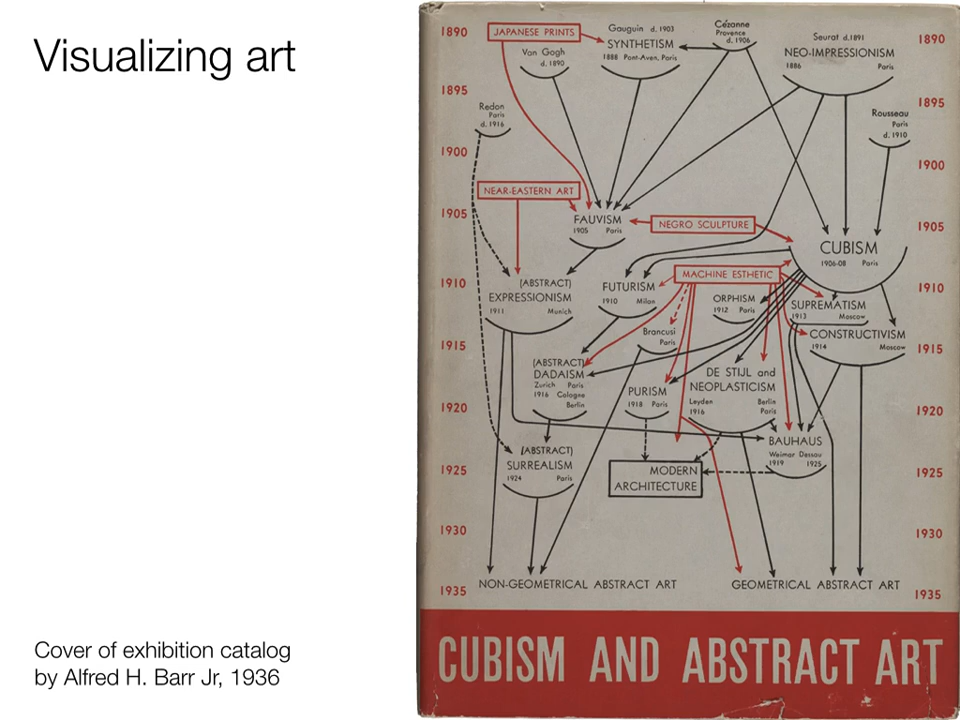 Visualizing art
1890
JAPANESE PRINTS
Gauguin d. 1903
SYNTHETISM
1888 Pont-Aven, Paris
Cézanne
Provence
d. 1906
Seurat d.1891
NEO-IMPRESSIONISM
1886 Paris
1890
Van Gogh
d. 1890
1895
1895
Redon
Paris
d. 1916
Rousseau
Paris
d. 1910
1900
1900
NEAR-EASTERN ART
1905
FAUVISM
1905 Paris
NEGRO SCULPTURE
1905
CUBISM
1906-08 Paris
1910
(ABSTRACT)
EXPRESSIONISM
1911 Munich
FUTURISM
1910 Milan
MACHINE ESTHETIC
ORPHISM
1912 Paris
SUPREMATISM
1913 Moscow
1910
CONSTRUCTIVISM
1914 Moscow
Brancusi
Paris
1915
1915
(ABSTRACT)
DADAISM
Zurich Paris
1916 Cologne
Berlin
PURISM
1918 Paris
DE STIJL and
NEOPLASTICISM
Leyden Berlin
1916 Paris
1920
1920
BAUHAUS
Weimar Dessau
1919 1925
(ABSTRACT)
SURREALISM
1924 Paris
1925
MODERN
ARCHITECTURE
1925
1930
1930
NON-GEOMETRICAL ABSTRACT ART
GEOMETRICAL ABSTRACT ART
1935
1935
CUBISM AND ABSTRACT ART
Cover of exhibition catalog
by Alfred H. Barr Jr, 1936